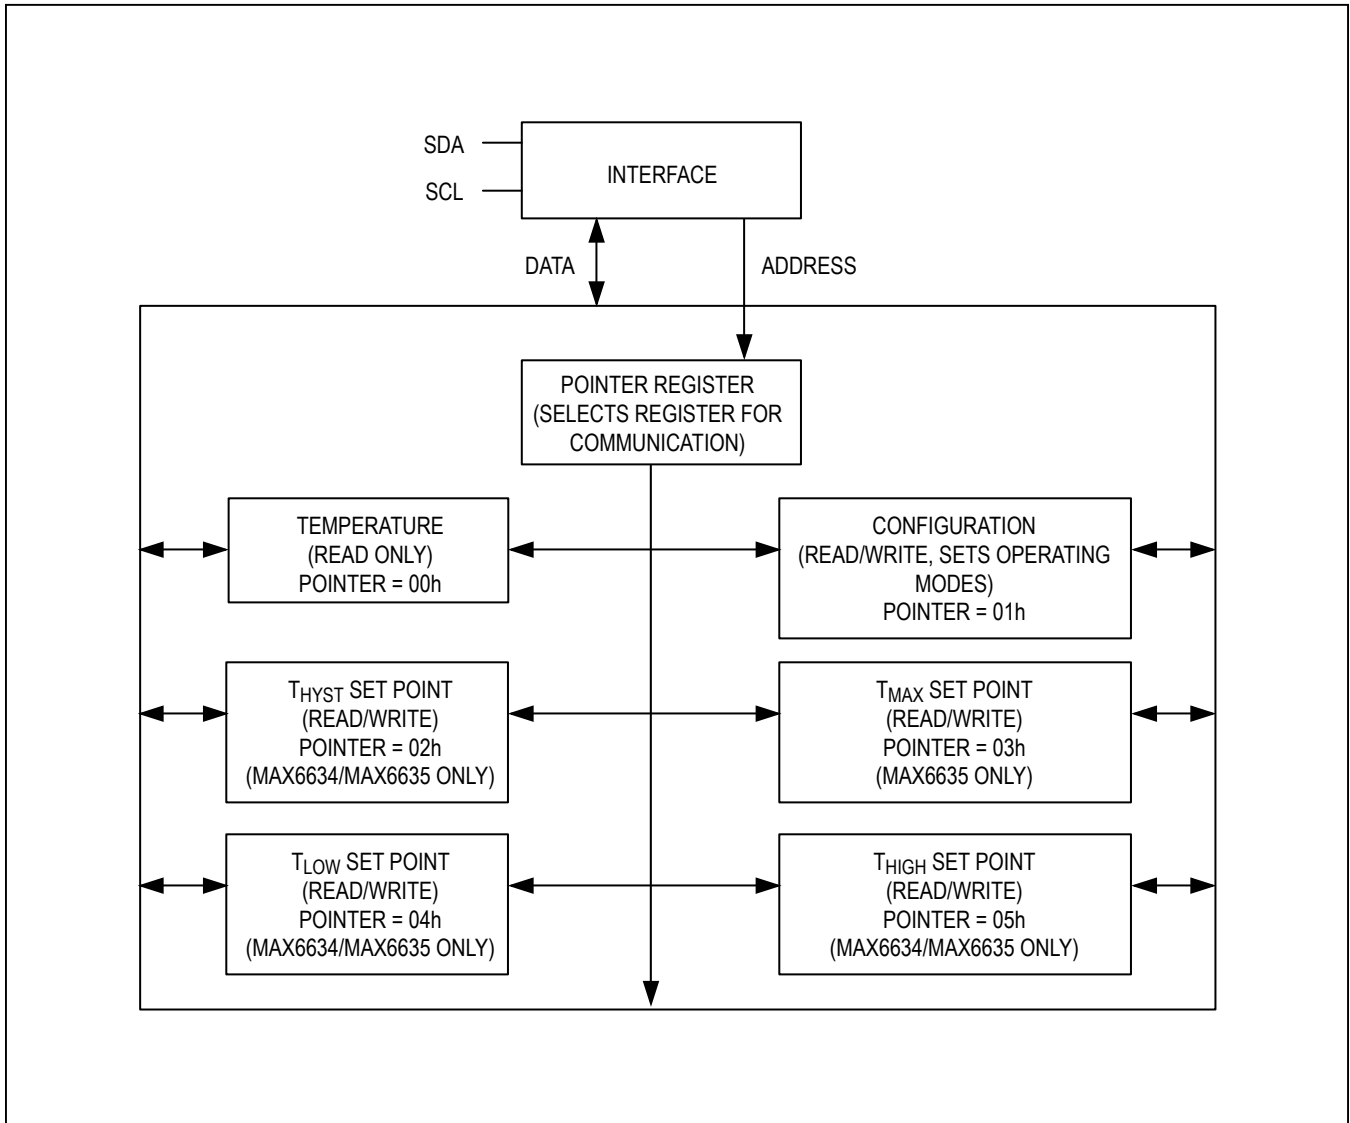 SDA
SCL
INTERFACE
DATA
ADDRESS
POINTER REGISTER
(SELECTS REGISTER FOR
COMMUNICATION)
TEMPERATURE
(READ ONLY)
POINTER = 00h
CONFIGURATION
(READ/WRITE, SETS OPERATING
MODES)
POINTER = 01h
THYST SET POINT
(READ/WRITE)
POINTER = 02h
(MAX6634/MAX6635 ONLY)
TMAX SET POINT
(READ/WRITE)
POINTER = 03h
(MAX6635 ONLY)
TLOW SET POINT
(READ/WRITE)
POINTER = 04h
(MAX6634/MAX6635 ONLY)
THIGH SET POINT
(READ/WRITE)
POINTER = 05h
(MAX6634/MAX6635 ONLY)